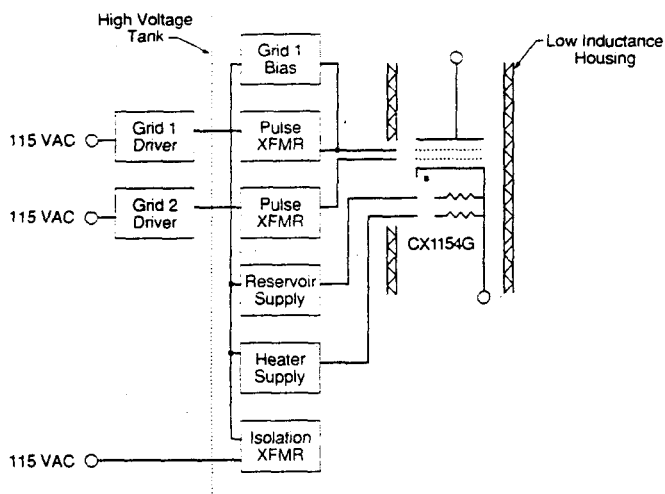 High Voltage
Tank
Grid 1
Bias
Low Inductance
Housing
115 VAC
Grid 1
Driver
Pulse
XFMR
115 VAC
Grid 2
Driver
Pulse
XFMR
CX1154G
Reservoir
Supply
Heater
Supply
115 VAC
Isolation
XFMR